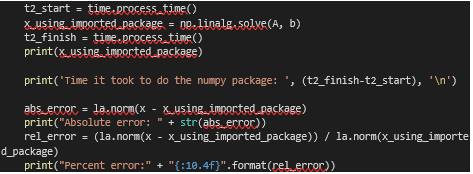 t2_start = time.process_time()
x_using_imported_package = np.linalg.solve(A, b)
t2_finish = time.process_time()
print(x_using_imported_package)
print('Time it took to do the numpy package: ', (t2_finish-t2_start), '\n')
abs_error = la.norm(x - x_using_imported_package)
print("Absolute error: " + str(abs_error))
rel_error = (la.norm(x - x_using_imported_package)) / la.norm(x_using_importe
d_package)
print("Percent error:" + "{:10.4f}".format(rel_error))